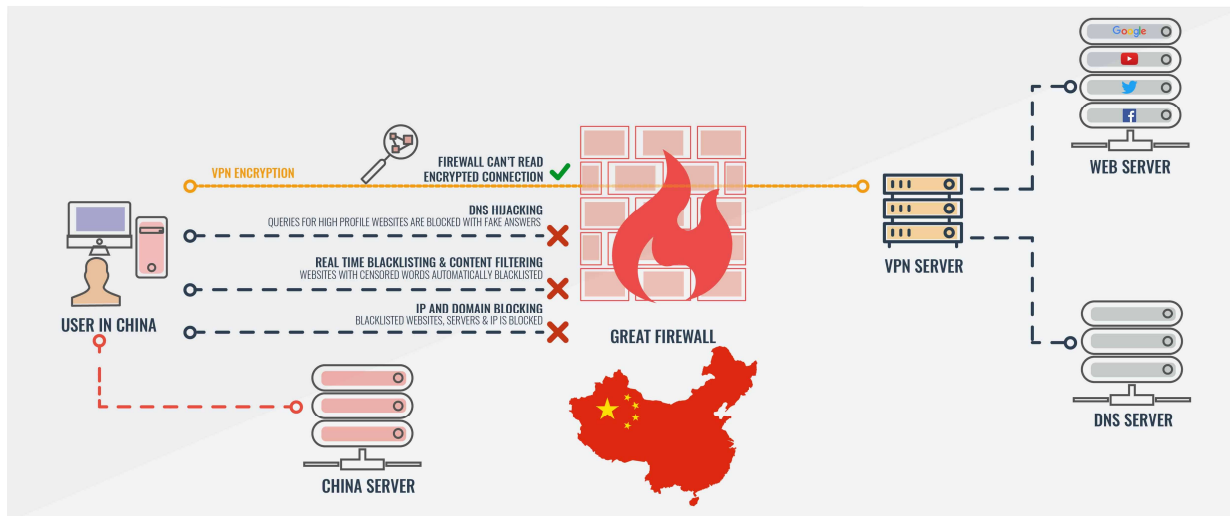 Google
WEB SERVER
FIREWALL CAN'T READ
ENCRYPTED CONNECTION
VPN ENCRYPTION
DNS HIJACKING
QUERIES FOR HIGH PROFILE WEBSITES ARE BLOCKED WITH FAKE ANSWERS
REAL TIME BLACKLISTING & CONTENT FILTERING
WEBSITES WITH CENSORED WORDS AUTOMATICALLY BLACKLISTED
IP AND DOMAIN BLOCKING
BLACKLISTED WEBSITES, SERVERS & IP IS BLOCKED
USER IN CHINA
GREAT FIREWALL
VPN SERVER
DNS SERVER
CHINA SERVER